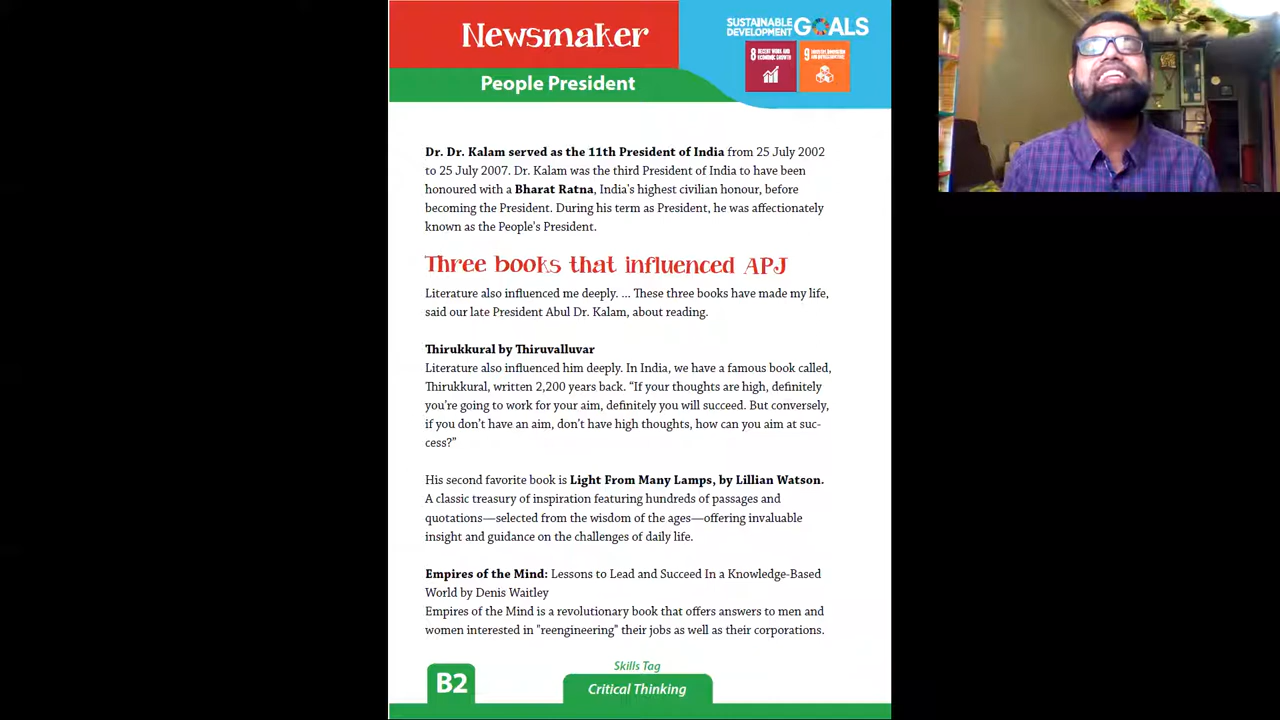 Newsmaker
People President
SUSTAINABLE
DEVELOPMENT GOALS
8 DECENT WORK AND
ECONOMIC GROWTH
9 INDUSTRY, INNOVATION
AND INFRASTRUCTURE
Dr. Dr. Kalam served as the 11th President of India from 25 July 2002
to 25 July 2007. Dr. Kalam was the third President of India to have been
honoured with a Bharat Ratna, India's highest civilian honour, before
becoming the President. During his term as President, he was affectionately
known as the People's President.
Three books that influenced APJ
Literature also influenced me deeply. ... These three books have made my life,
said our late President Abul Dr. Kalam, about reading.
Thirukkural by Thiruvalluvar
Literature also influenced him deeply. In India, we have a famous book called,
Thirukkural, written 2,200 years back. “If your thoughts are high, definitely
you’re going to work for your aim, definitely you will succeed. But conversely,
if you don’t have an aim, don’t have high thoughts, how can you aim at suc-
cess?”
His second favorite book is Light From Many Lamps, by Lillian Watson.
A classic treasury of inspiration featuring hundreds of passages and
quotations—selected from the wisdom of the ages—offering invaluable
insight and guidance on the challenges of daily life.
Empires of the Mind: Lessons to Lead and Succeed In a Knowledge-Based
World by Denis Waitley
Empires of the Mind is a revolutionary book that offers answers to men and
women interested in "reengineering" their jobs as well as their corporations.
Skills Tag
B2
Critical Thinking